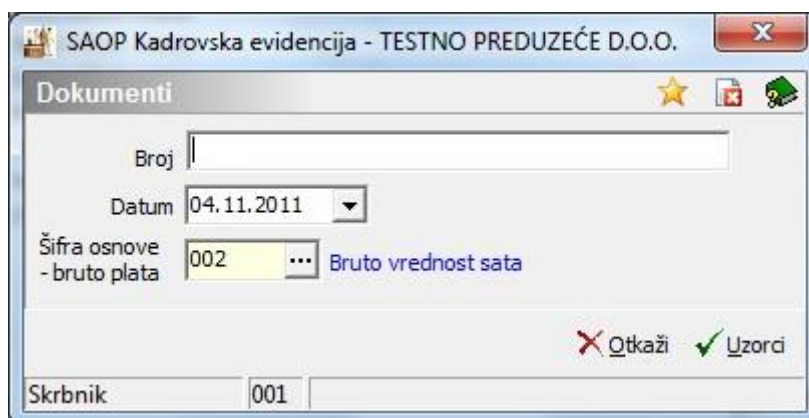 SAOP Kadrovska evidencija - TESTNO PREDUZEĆE D.O.O.
Dokumenti
Broj
Datum 04.11.2011
Šifra osnove
- bruto plata 002 ... Bruto vrednost sata
Otkaži Uzorci
Skrbnik 001